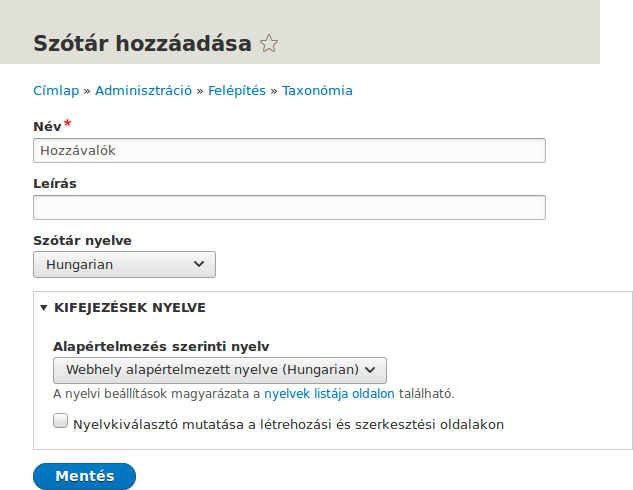 Szótár hozzáadása
Címlap » Adminisztráció » Felépítés » Taxonómia
Név*
Hozzávalók
Leírás
Szótár nyelve
Hungarian
KIFEJEZÉSEK NYELVE
Alapértelmezés szerinti nyelv
Webhely alapértelmezett nyelve (Hungarian)
A nyelvi beállítások magyarázata a nyelvek listája oldalon található.
Nyelvkiválasztó mutatása a létrehozási és szerkesztési oldalakon
Mentés